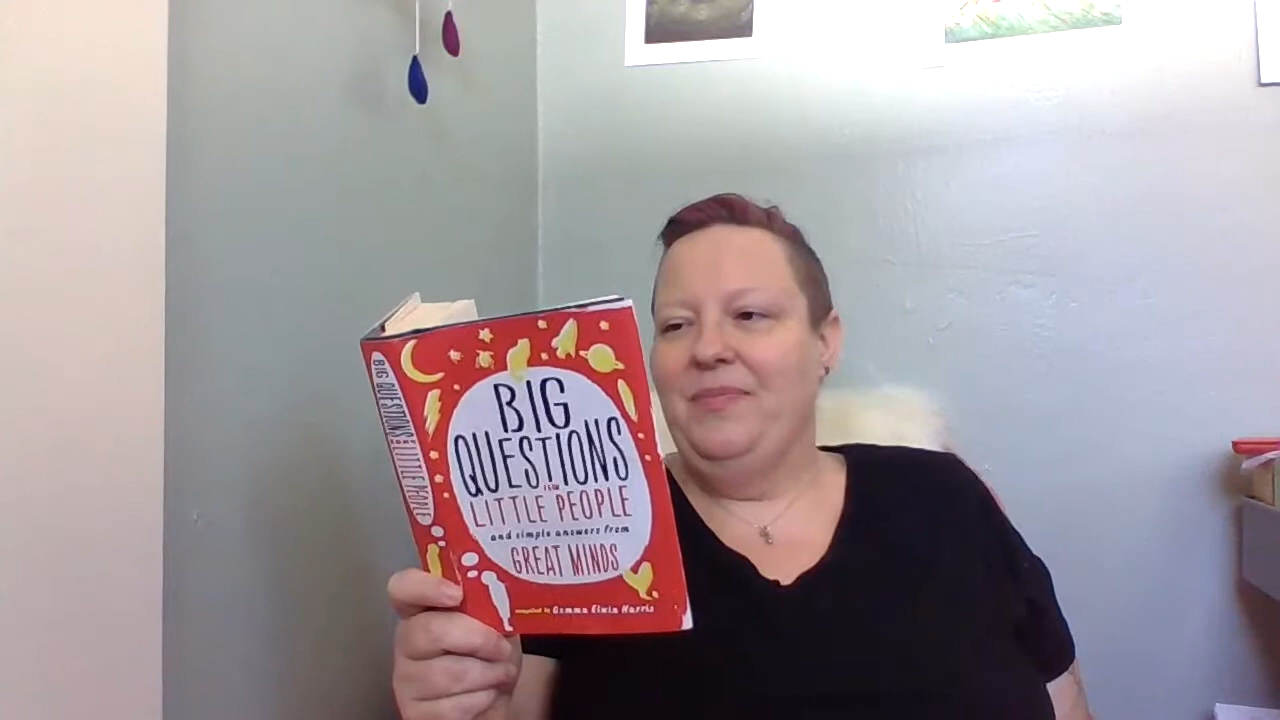 BIG
QUESTIONS
from
LITTLE PEOPLE
and simple answers from
GREAT MINDS
compiled by Gemma Elwin Harris
BIG QUESTIONS from LITTLE PEOPLE